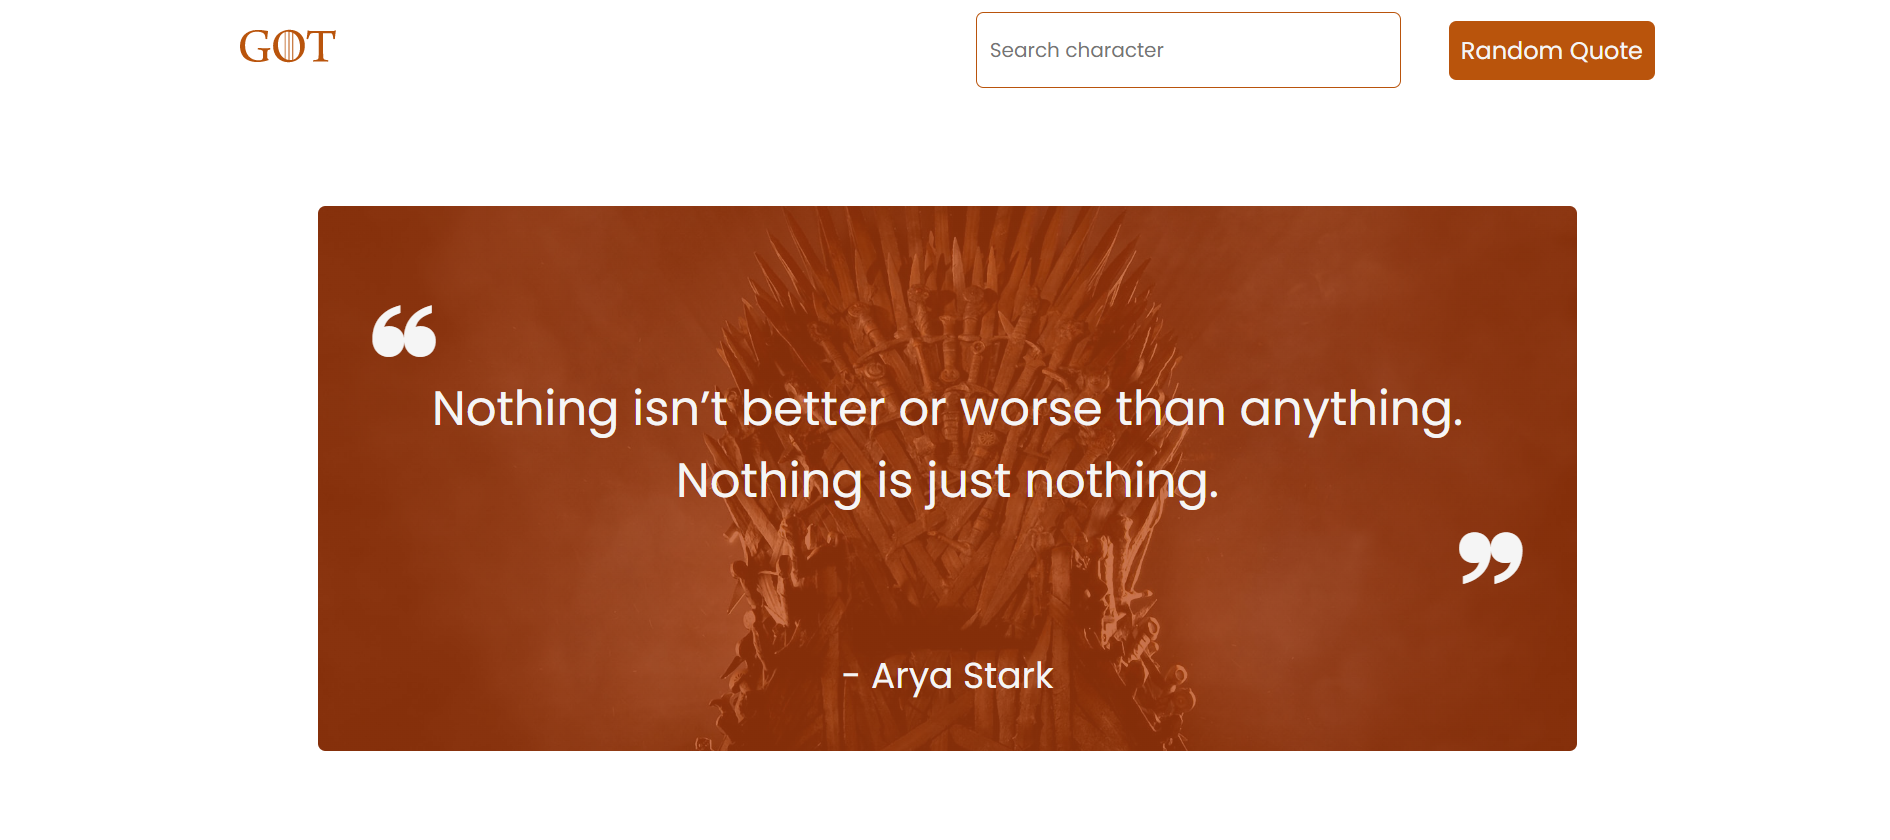 GOT
Search character
Random Quote
“
Nothing isn’t better or worse than anything.
Nothing is just nothing.
”
- Arya Stark